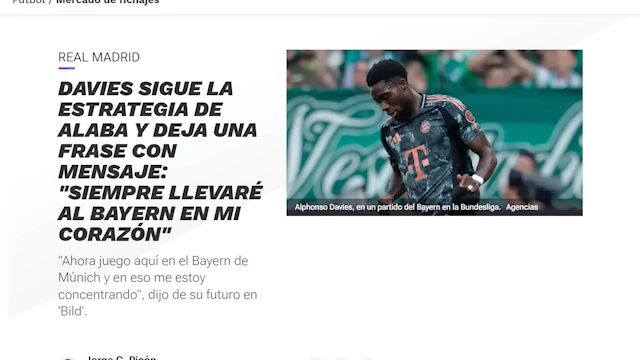 Fútbol / Mercado de fichajes
REAL MADRID
DAVIES SIGUE LA
ESTRATEGIA DE
ALABA Y DEJA UNA
FRASE CON
MENSAJE:
"SIEMPRE LLEVARÉ
AL BAYERN EN MI
CORAZÓN"
Alphonso Davies, en un partido del Bayern en la Bundesliga. Agencias
"Ahora juego aquí en el Bayern de
Múnich y en eso me estoy
concentrando", dijo de su futuro en
'Bild'.
Jorge C. Picón